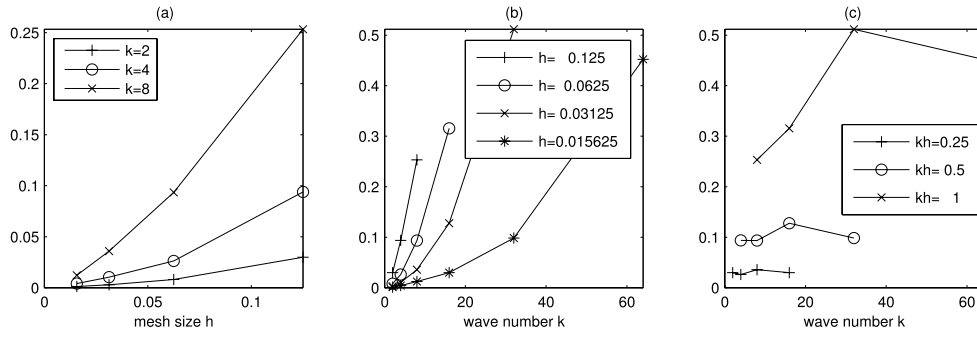 (a)
0.25
0.2
0.15
0.1
0.05
0
0
0.05
0.1
mesh size h
k=2
k=4
k=8
(b)
0.5
0.4
0.3
0.2
0.1
0
0
20
40
60
wave number k
h= 0.125
h= 0.0625
h= 0.03125
h=0.015625
(c)
0.5
0.4
0.3
0.2
0.1
0
0
20
40
60
wave number k
kh=0.25
kh= 0.5
kh= 1